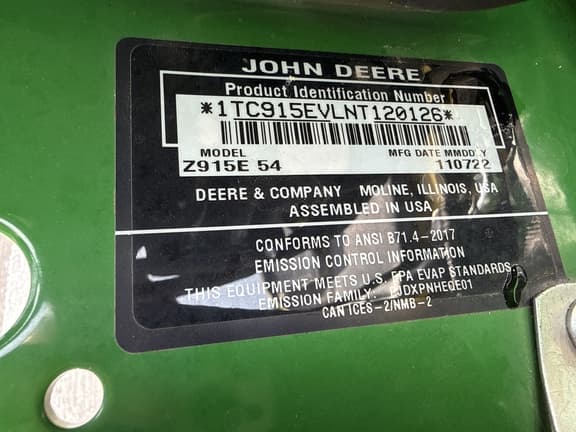 JOHN DEERE
Product Identification Number
*1TC915EVLNT120126*
MODEL MFG DATE MMDDYY
Z915E 54 110722
DEERE & COMPANY MOLINE, ILLINOIS, USA
ASSEMBLED IN USA
CONFORMS TO ANSI B71.4-2017
EMISSION CONTROL INFORMATION
THIS EQUIPMENT MEETS U.S. EPA EVAP STANDARDS
EMISSION FAMILY:
CAN ICES-2/NMB-2